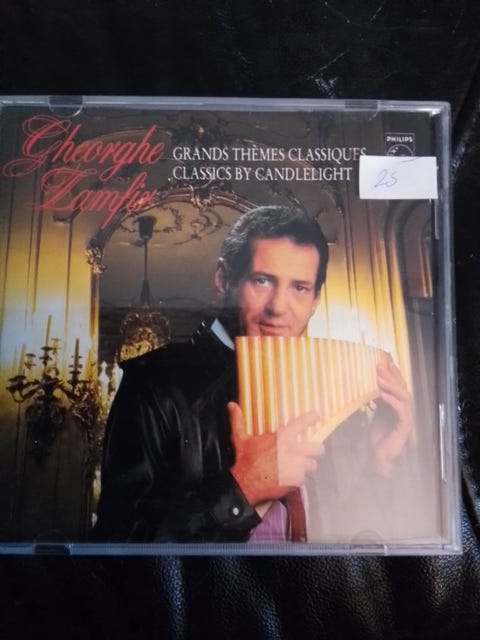 Gheorghe
Zamfir
GRANDS THÈMES CLASSIQUES
CLASSICS BY CANDLELIGHT
PHILIPS
25